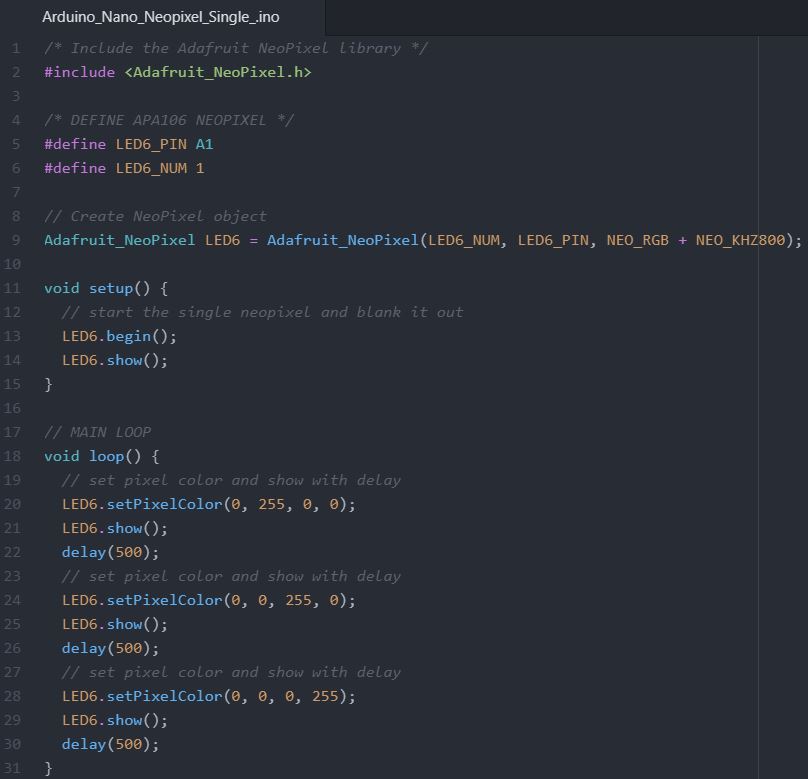 Arduino_Nano_Neopixel_Single_.ino
1 /* Include the Adafruit NeoPixel library */
2 #include <Adafruit_NeoPixel.h>
3
4 /* DEFINE APA106 NEOPIXEL */
5 #define LED6_PIN A1
6 #define LED6_NUM 1
7
8 // Create NeoPixel object
9 Adafruit_NeoPixel LED6 = Adafruit_NeoPixel(LED6_NUM, LED6_PIN, NEO_RGB + NEO_KHZ800);
10
11 void setup() {
12   // start the single neopixel and blank it out
13   LED6.begin();
14   LED6.show();
15 }
16
17 // MAIN LOOP
18 void loop() {
19   // set pixel color and show with delay
20   LED6.setPixelColor(0, 255, 0, 0);
21   LED6.show();
22   delay(500);
23   // set pixel color and show with delay
24   LED6.setPixelColor(0, 0, 255, 0);
25   LED6.show();
26   delay(500);
27   // set pixel color and show with delay
28   LED6.setPixelColor(0, 0, 0, 255);
29   LED6.show();
30   delay(500);
31 }